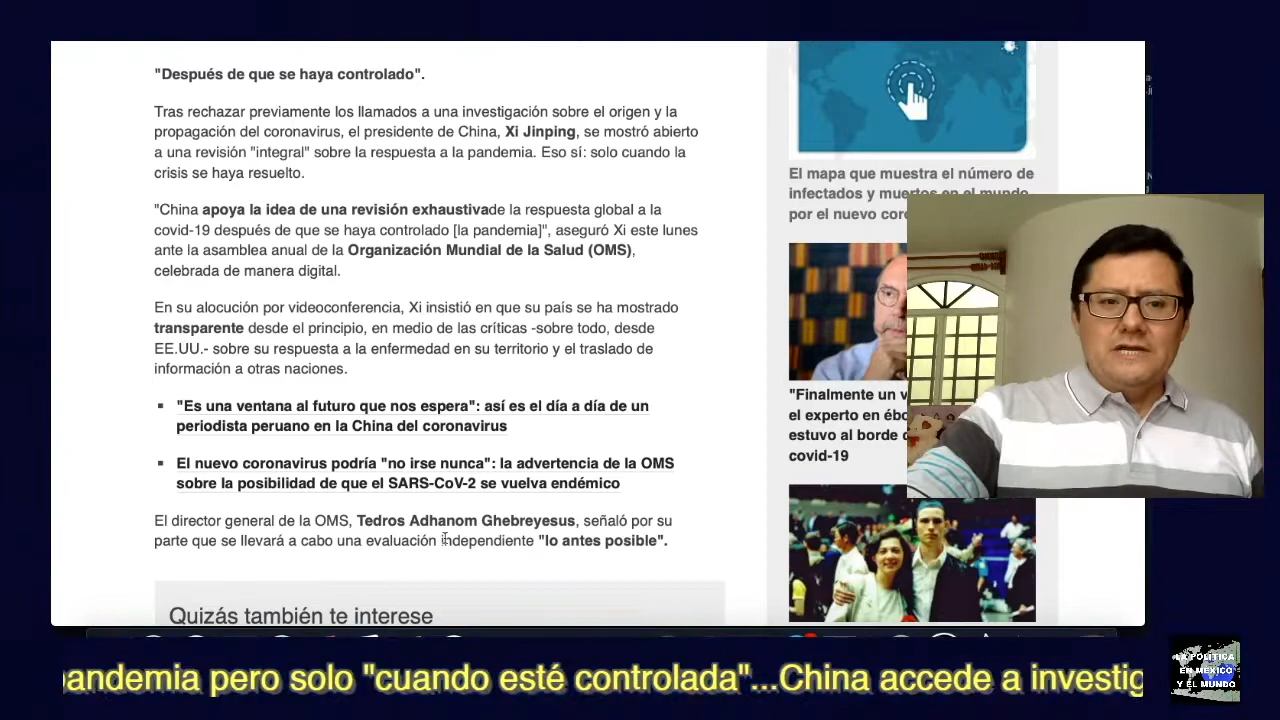 "Después de que se haya controlado".
Tras rechazar previamente los llamados a una investigación sobre el origen y la
propagación del coronavirus, el presidente de China, Xi Jinping, se mostró abierto
a una revisión "integral" sobre la respuesta a la pandemia. Eso sí: solo cuando la
crisis se haya resuelto.
"China apoya la idea de una revisión exhaustivade la respuesta global a la
covid-19 después de que se haya controlado [la pandemia]", aseguró Xi este lunes
ante la asamblea anual de la Organización Mundial de la Salud (OMS),
celebrada de manera digital.
En su alocución por videoconferencia, Xi insistió en que su país se ha mostrado
transparente desde el principio, en medio de las críticas -sobre todo, desde
EE.UU.- sobre su respuesta a la enfermedad en su territorio y el traslado de
información a otras naciones.
"Es una ventana al futuro que nos espera": así es el día a día de un
periodista peruano en la China del coronavirus
El nuevo coronavirus podría "no irse nunca": la advertencia de la OMS
sobre la posibilidad de que el SARS-CoV-2 se vuelva endémico
El director general de la OMS, Tedros Adhanom Ghebreyesus, señaló por su
parte que se llevará a cabo una evaluación independiente "lo antes posible".
Quizás también te interese
El mapa que muestra el número de
infectados y muertos en el mundo
por el nuevo
"Finalmente un
el experto en
estuvo al borde
covid-19
pandemia pero solo "cuando esté controlada"...China accede a investig
LA POLÍTICA
EN MÉXICO
Y EL MUNDO